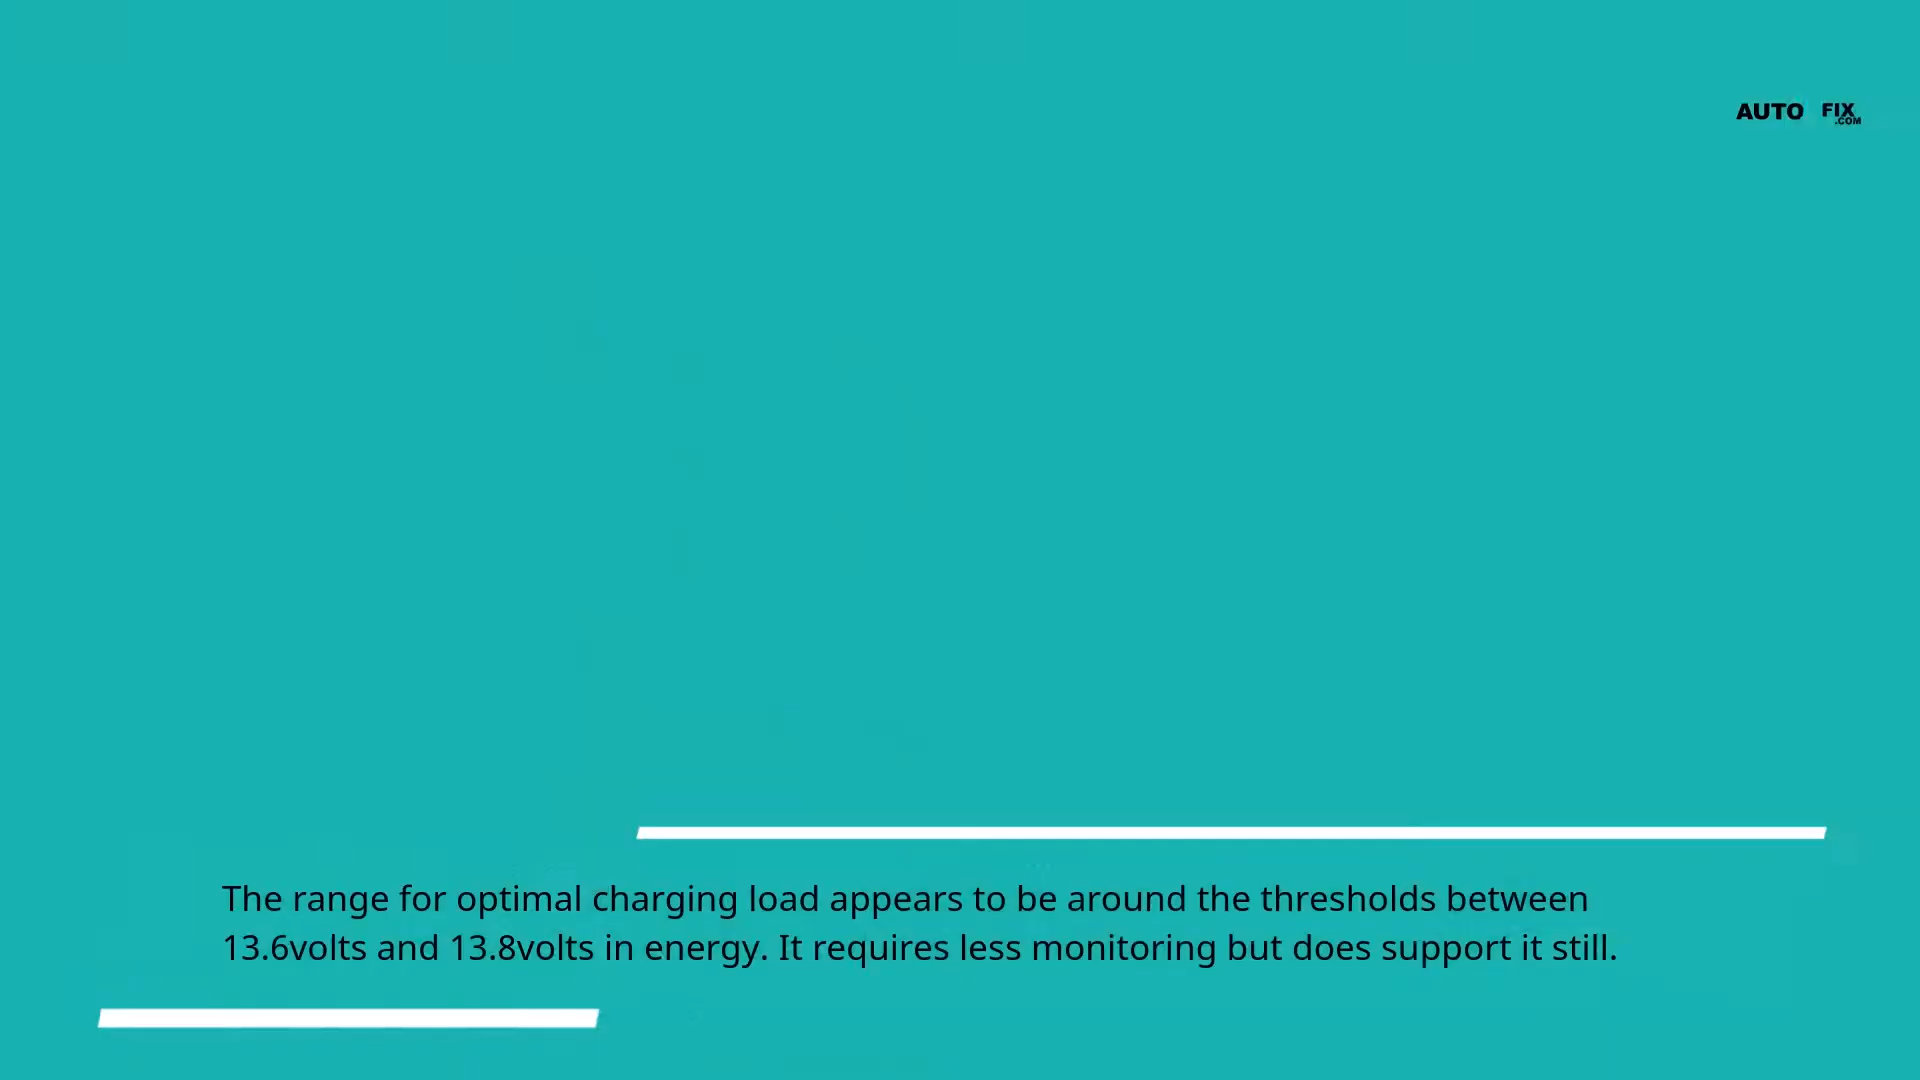 AUTO FIX
.COM
The range for optimal charging load appears to be around the thresholds between
13.6volts and 13.8volts in energy. It requires less monitoring but does support it still.